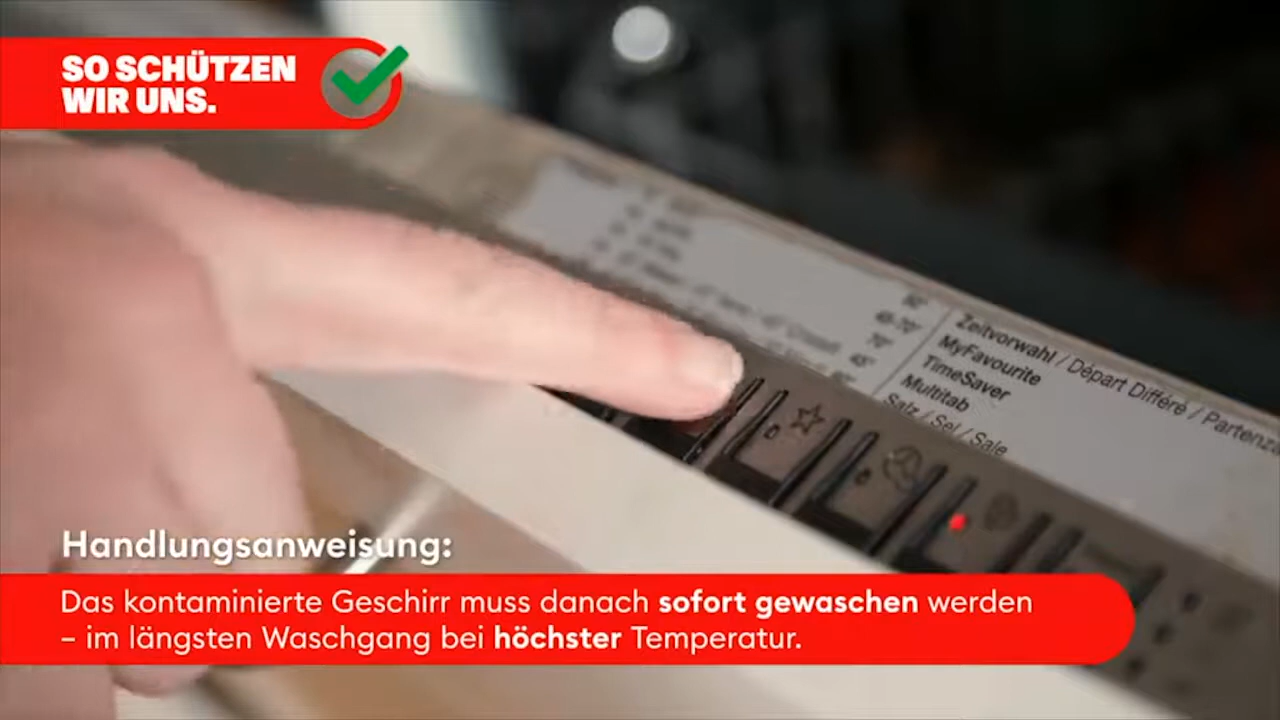 SO SCHÜTZEN
WIR UNS.
Zeitvorwahl / Départ Différé / Partenza
MyFavourite
TimeSaver
Multitab
Salz / Sel / Sale
Handlungsanweisung:
Das kontaminierte Geschirr muss danach sofort gewaschen werden
– im längsten Waschgang bei höchster Temperatur.